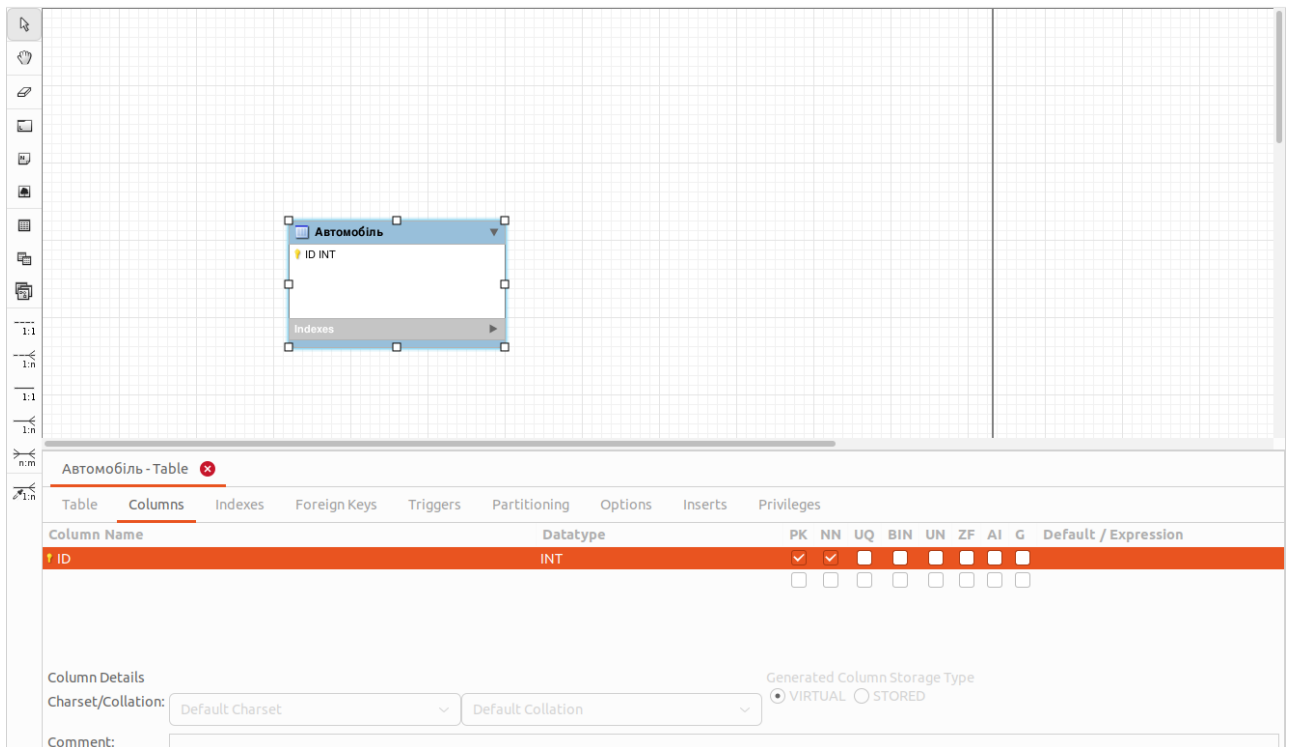 Автомобіль
ID INT
Indexes
1:1
1:n
1:1
1:n
n:m
1:n
Автомобіль - Table
Table Columns Indexes Foreign Keys Triggers Partitioning Options Inserts Privileges
Column Name Datatype PK NN UQ BIN UN ZF AI G Default / Expression
ID INT
Column Details
Generated Column Storage Type
Charset/Collation: Default Charset Default Collation
VIRTUAL STORED
Comment: